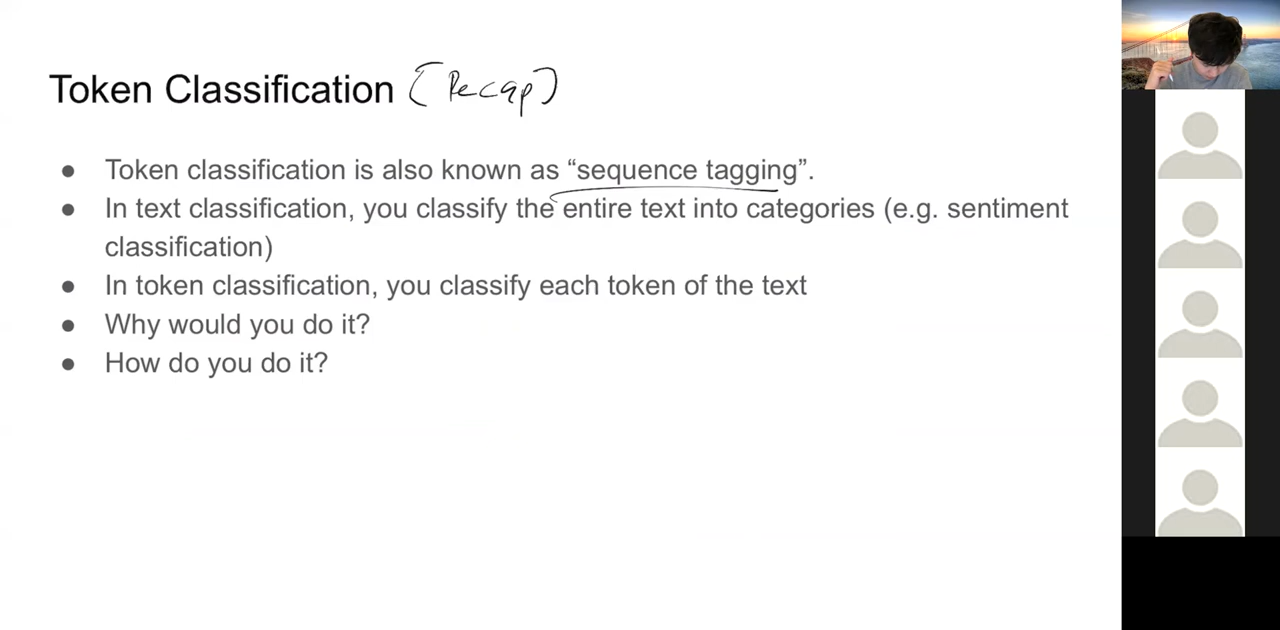 Token Classification (Recap)
● Token classification is also known as “sequence tagging”.
● In text classification, you classify the entire text into categories (e.g. sentiment
classification)
● In token classification, you classify each token of the text
● Why would you do it?
● How do you do it?